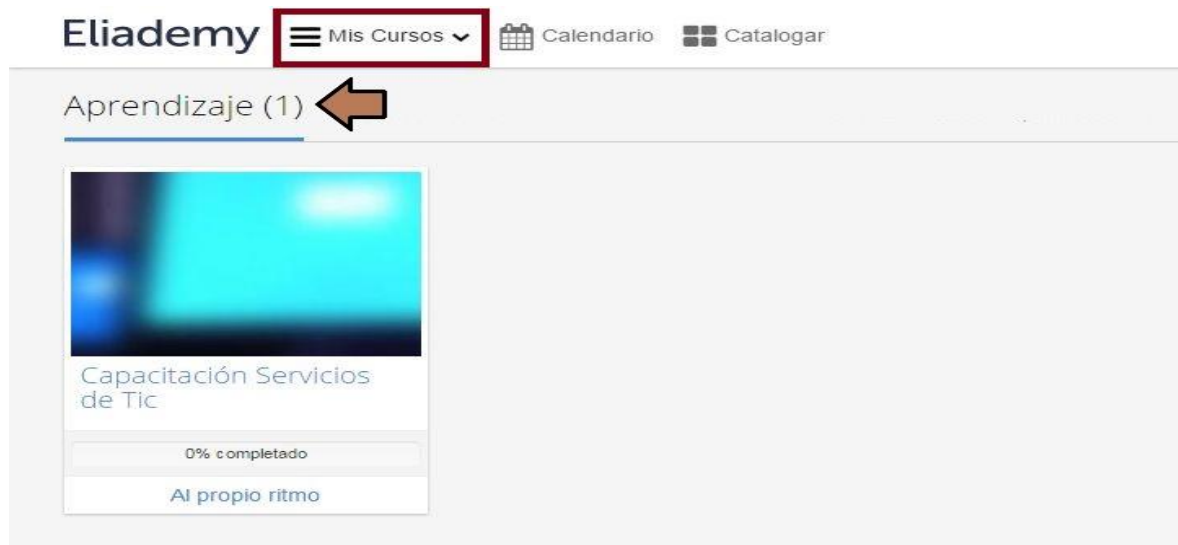 Eliademy Mis Cursos Calendario Catalogar
Aprendizaje (1)
Capacitación Servicios
de Tic
0% completado
Al propio ritmo